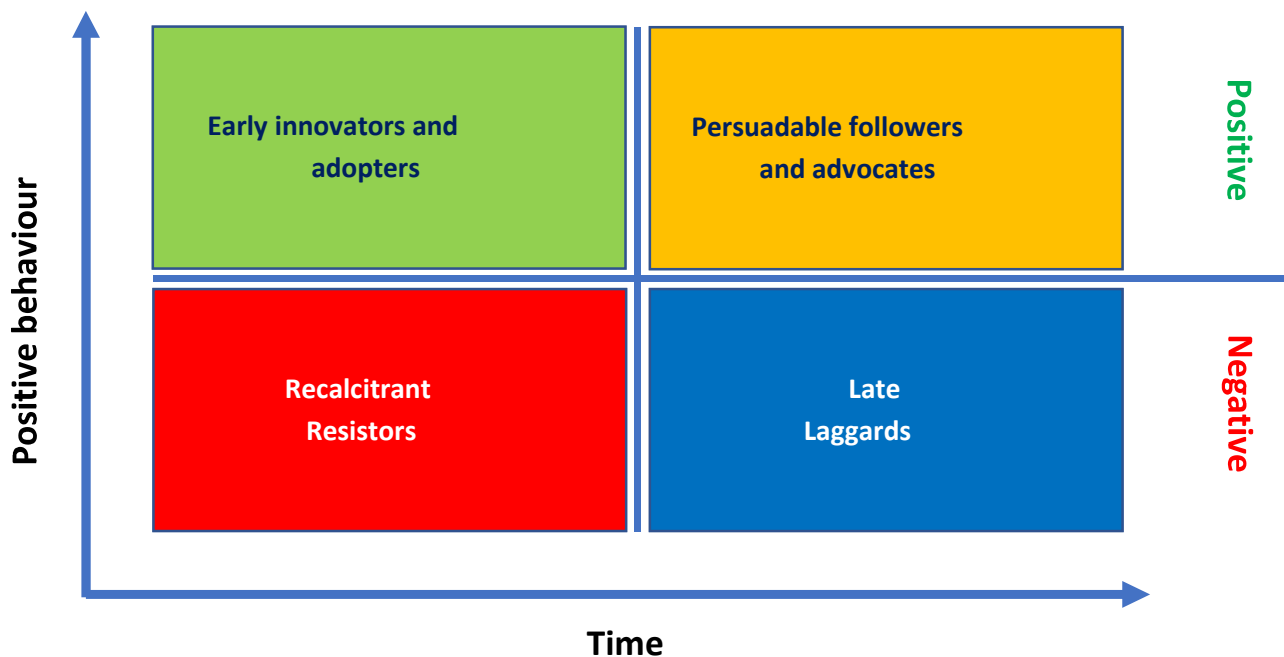 Positive behaviour
Early innovators and
adopters
Persuadable followers
and advocates
Positive
Recalcitrant
Resistors
Late
Laggards
Negative
Time